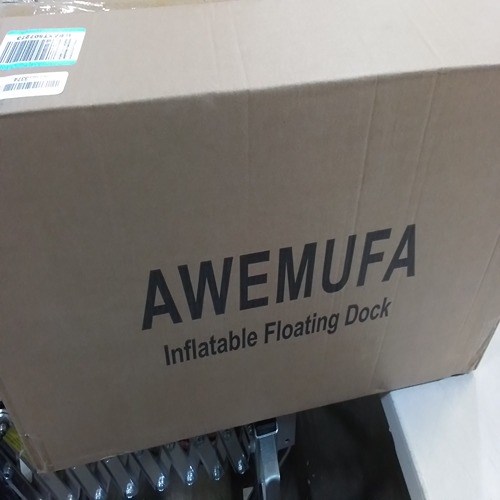 AWEMUFA
Inflatable Floating Dock